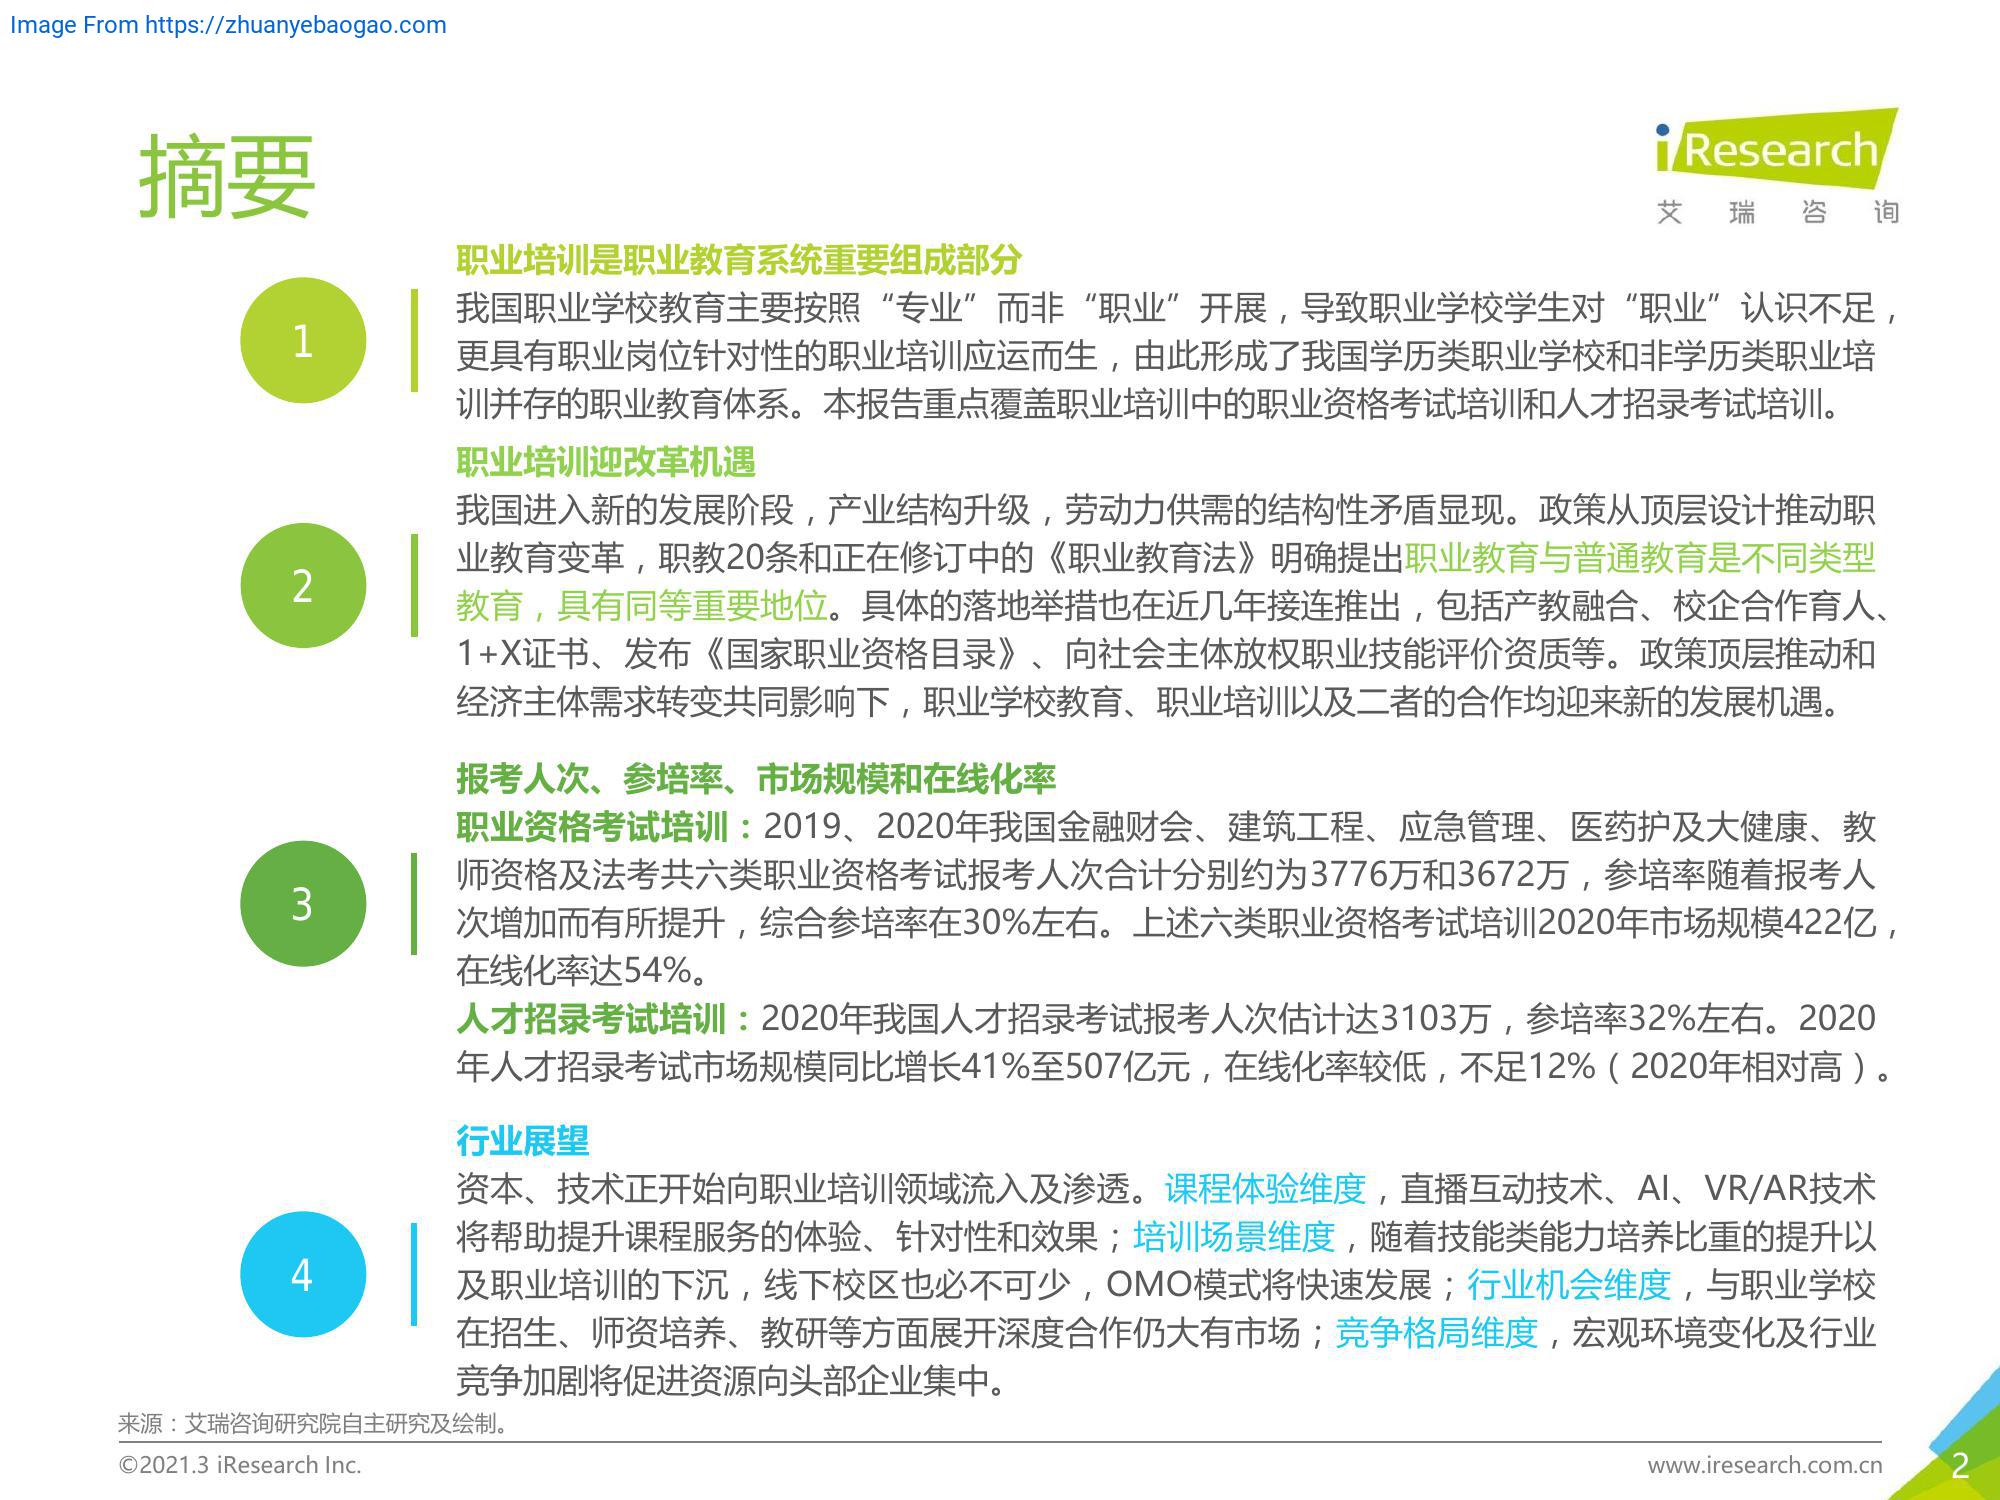 Image From https://zhuanyebaogao.com
摘要
iResearch
艾瑞咨询
1
职业培训是职业教育系统重要组成部分
我国职业学校教育主要按照“专业”而非“职业”开展，导致职业学校学生对“职业”认识不足，
更具有职业岗位针对性的职业培训应运而生，由此形成了我国学历类职业学校和非学历类职业培
训并存的职业教育体系。本报告重点覆盖职业培训中的职业资格考试培训和人才招录考试培训。
2
职业培训迎改革机遇
我国进入新的发展阶段，产业结构升级，劳动力供需的结构性矛盾显现。政策从顶层设计推动职
业教育变革，职教20条和正在修订中的《职业教育法》明确提出职业教育与普通教育是不同类型
教育，具有同等重要地位。具体的落地举措也在近几年接连推出，包括产教融合、校企合作育人、
1+X证书、发布《国家职业资格目录》、向社会主体放权职业技能评价资质等。政策顶层推动和
经济主体需求转变共同影响下，职业学校教育、职业培训以及二者的合作均迎来新的发展机遇。
3
报考人次、参培率、市场规模和在线化率
职业资格考试培训：2019、2020年我国金融财会、建筑工程、应急管理、医药护及大健康、教
师资格及法考共六类职业资格考试报考人次合计分别约为3776万和3672万，参培率随着报考人
次增加而有所提升，综合参培率在30%左右。上述六类职业资格考试培训2020年市场规模422亿，
在线化率达54%。
人才招录考试培训：2020年我国人才招录考试报考人次估计达3103万，参培率32%左右。2020
年人才招录考试市场规模同比增长41%至507亿元，在线化率较低，不足12%（2020年相对高）。
4
行业展望
资本、技术正开始向职业培训领域流入及渗透。课程体验维度，直播互动技术、AI、VR/AR技术
将帮助提升课程服务的体验、针对性和效果；培训场景维度，随着技能类能力培养比重的提升以
及职业培训的下沉，线下校区也必不可少，OMO模式将快速发展；行业机会维度，与职业学校
在招生、师资培养、教研等方面展开深度合作仍大有市场；竞争格局维度，宏观环境变化及行业
竞争加剧将促进资源向头部企业集中。
来源：艾瑞咨询研究院自主研究及绘制。
©2021.3 iResearch Inc.
www.iresearch.com.cn
2